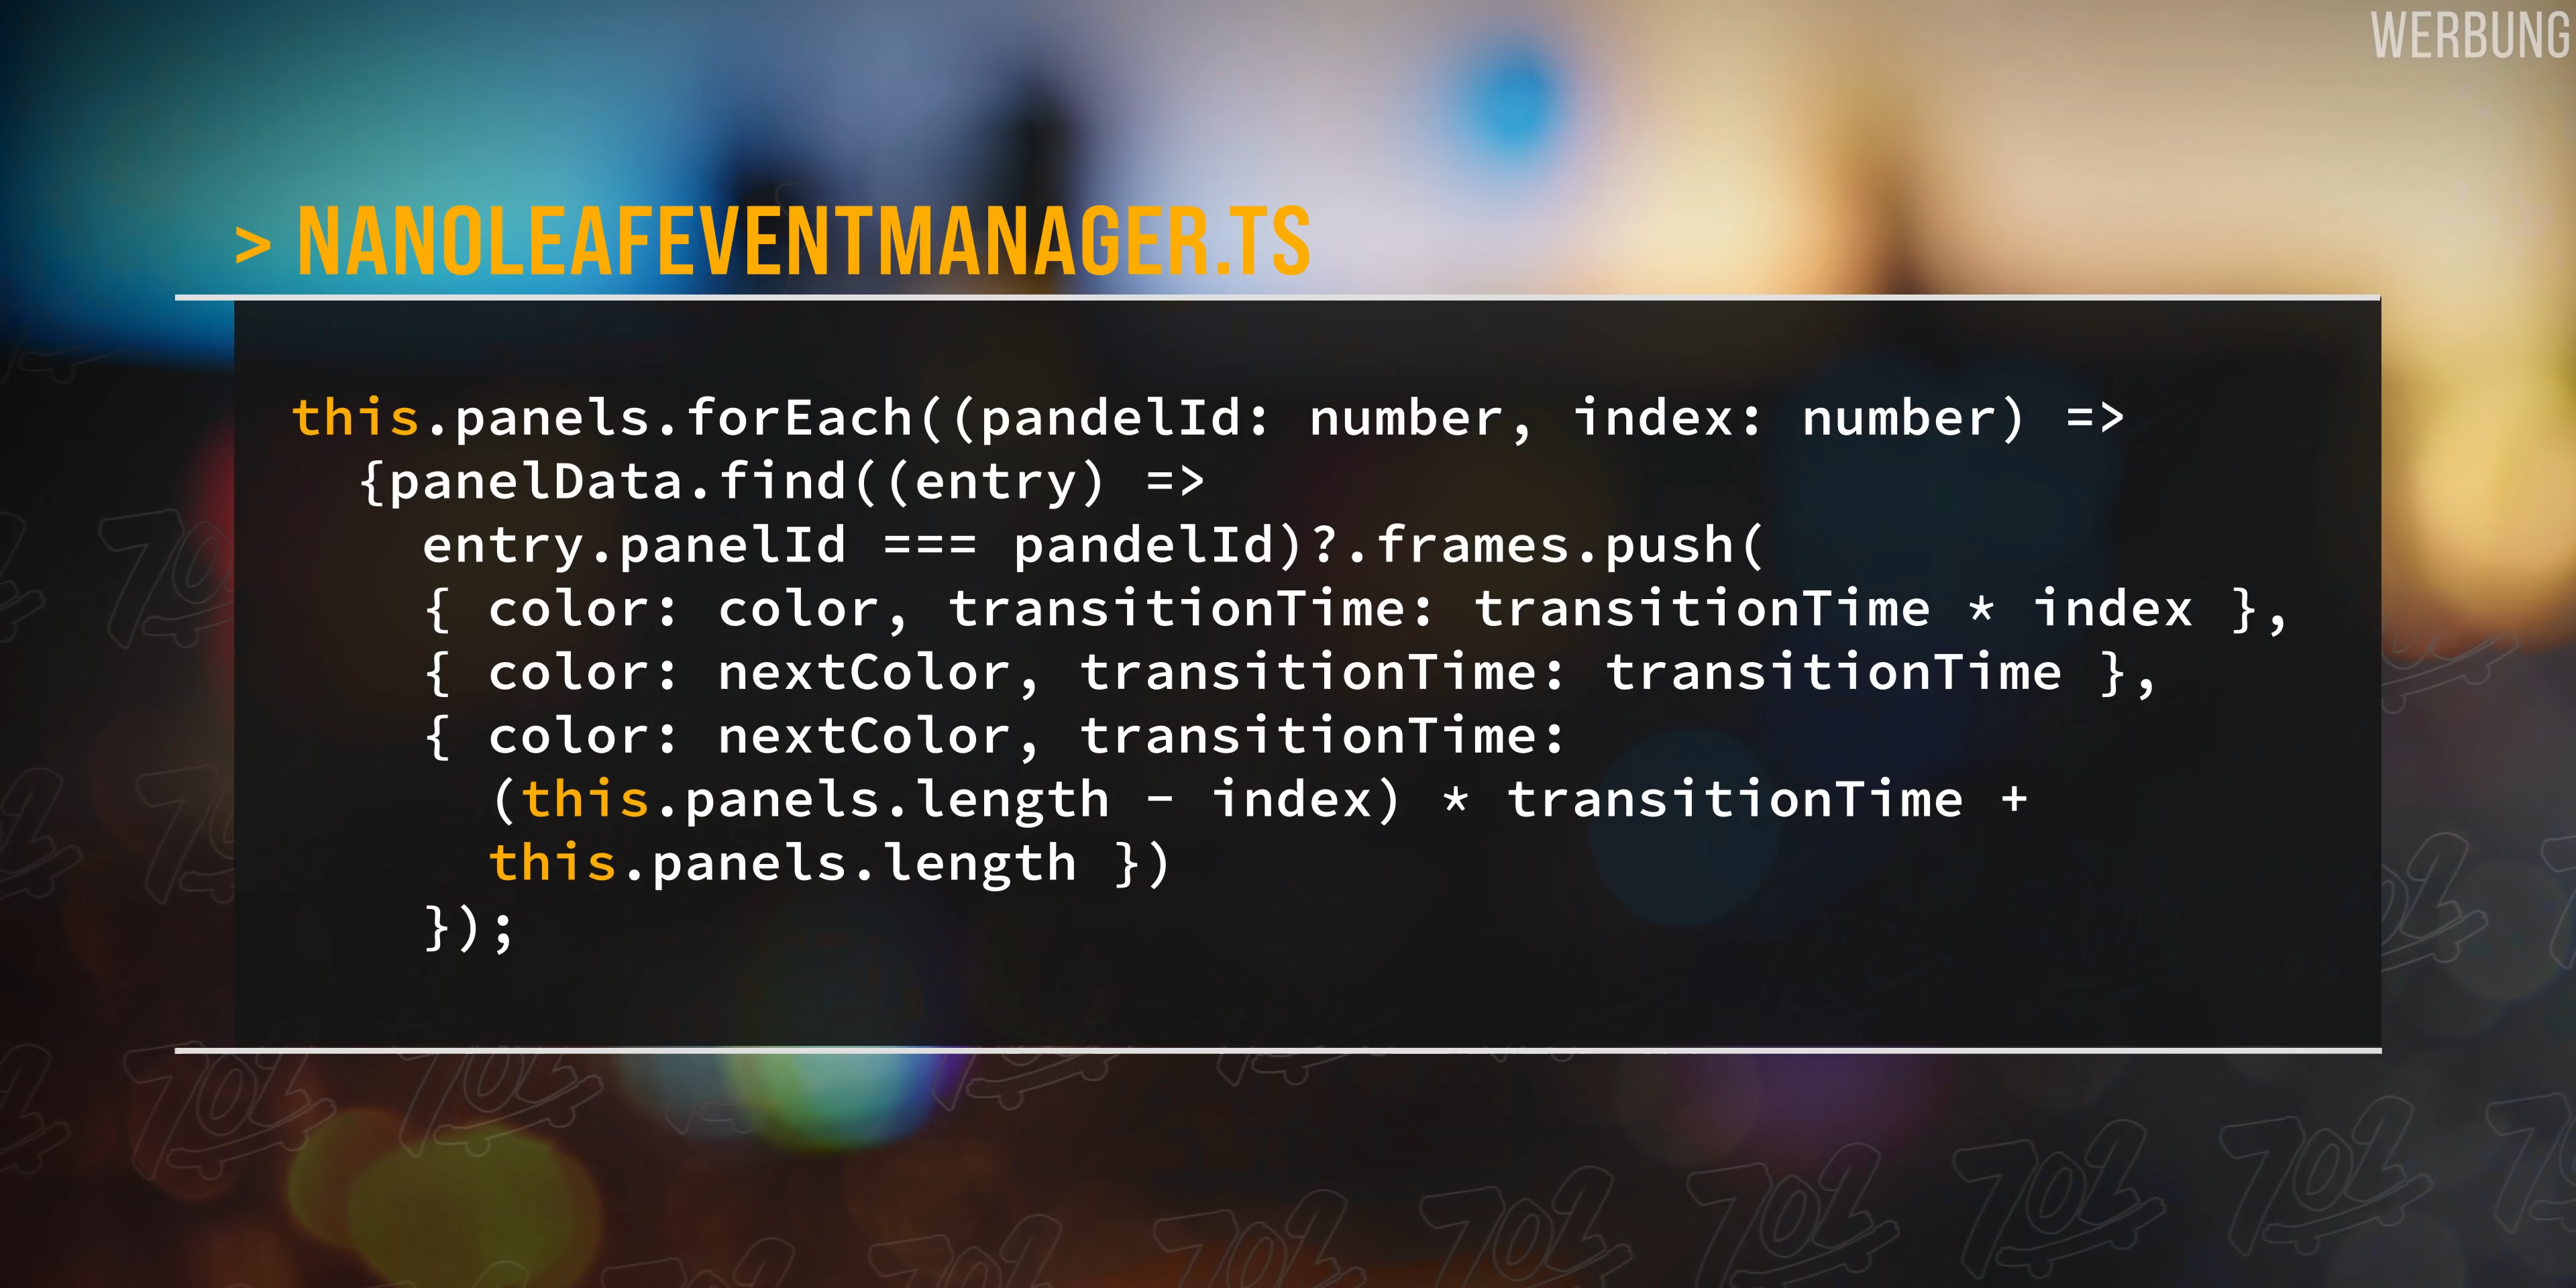 WERBUNG
> NANOLEAFEVENTMANAGER.TS
this.panels.forEach((pandelId: number, index: number) =>
{panelData.find((entry) =>
entry.panelId === pandelId)?.frames.push(
{ color: color, transitionTime: transitionTime * index },
{ color: nextColor, transitionTime: transitionTime },
{ color: nextColor, transitionTime:
(this.panels.length - index) * transitionTime +
this.panels.length })
});